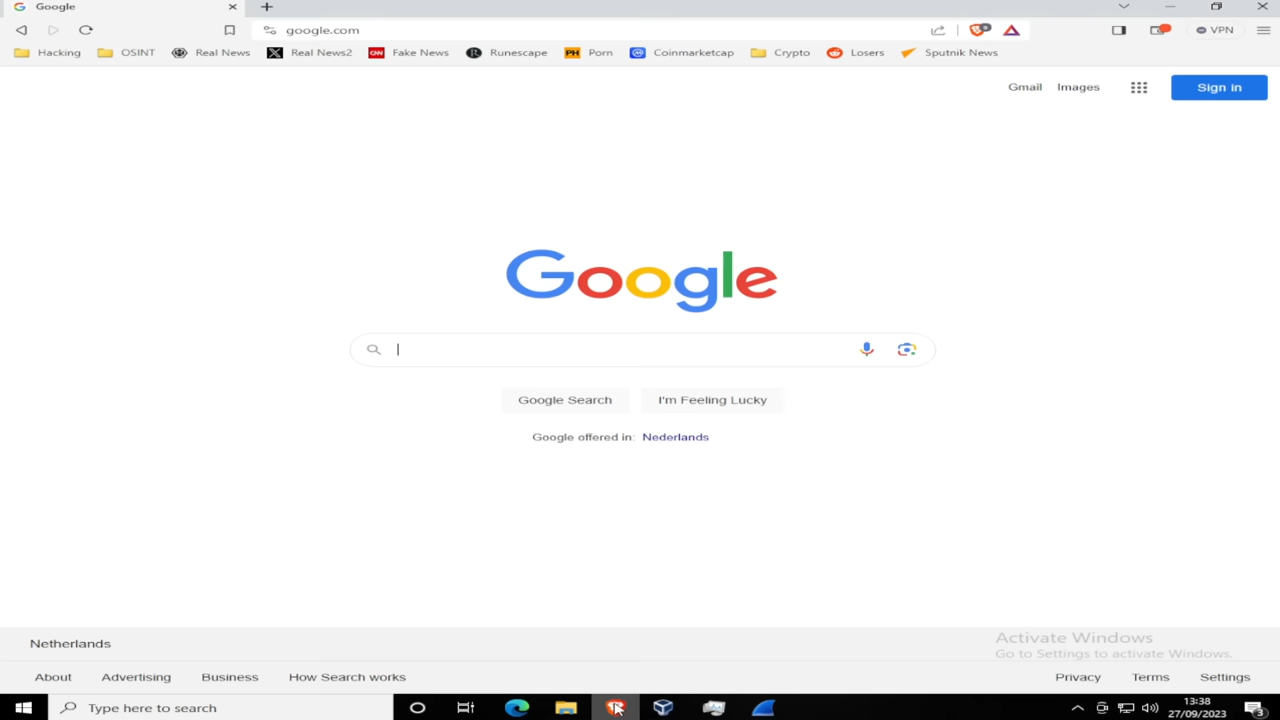 Google
google.com
VPN
Hacking OSINT Real News Real News2 CNN Fake News R Runescape PH Porn Coinmarketcap Crypto Losers Sputnik News
Gmail Images Sign in
Google
Google Search I'm Feeling Lucky
Google offered in: Nederlands
Netherlands
Activate Windows
Go to Settings to activate Windows.
About Advertising Business How Search works Privacy Terms Settings
Type here to search
13:38
27/09/2023
3